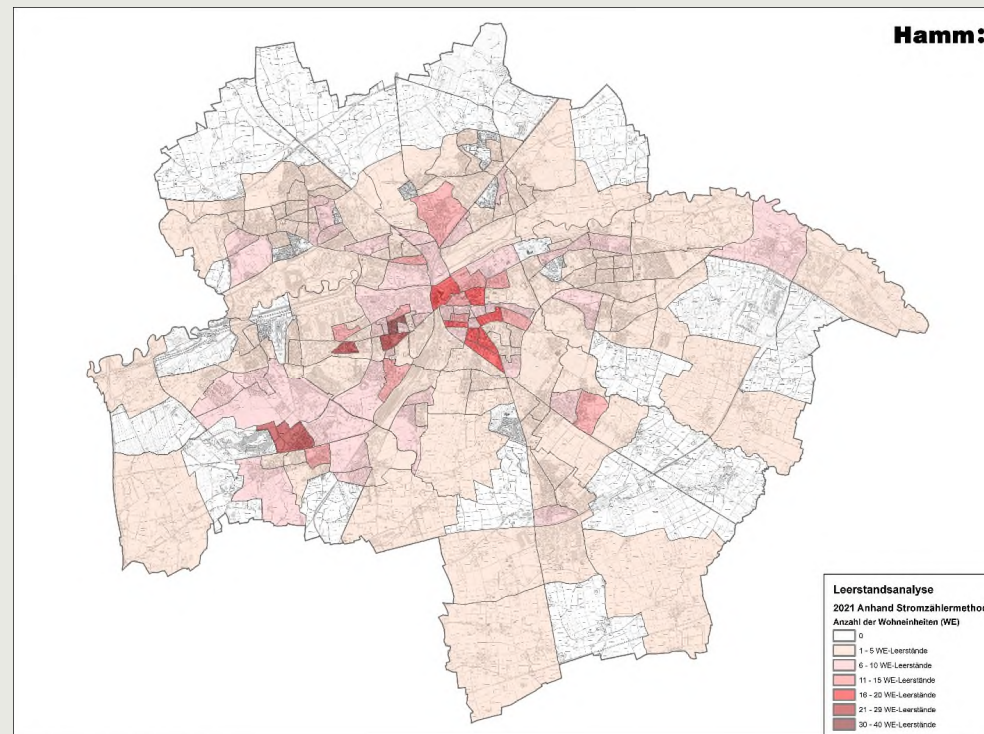 Hamm:
Leerstandsanalyse
2021 Anhand Stromzählermethod
Anzahl der Wohneinheiten (WE)
0
1 - 5 WE-Leerstände
6 - 10 WE-Leerstände
11 - 15 WE-Leerstände
16 - 20 WE-Leerstände
21 - 29 WE-Leerstände
30 - 40 WE-Leerstände